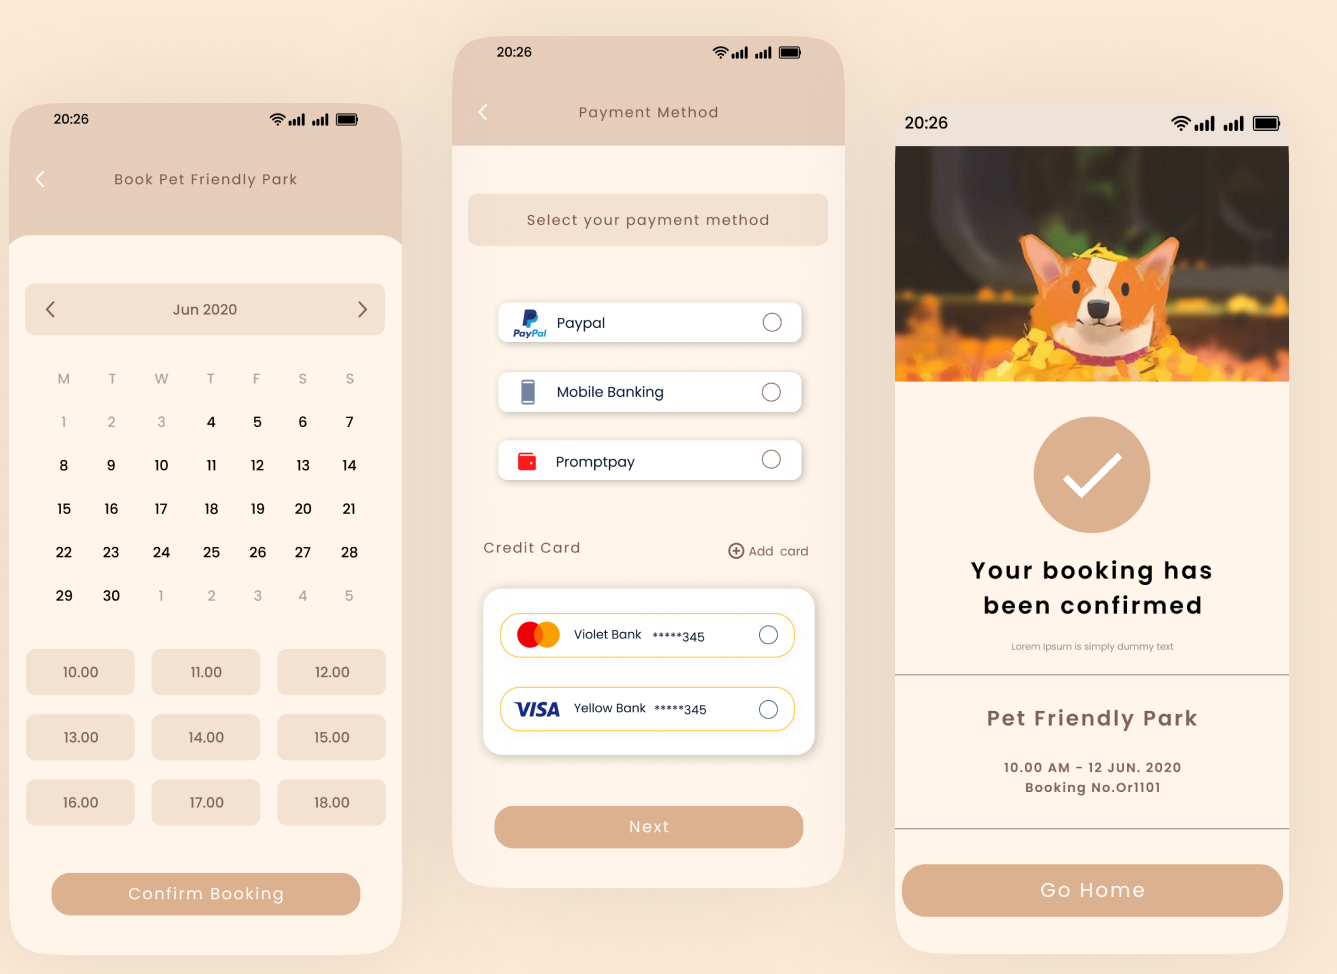 20:26
Book Pet Friendly Park
Jun 2020
M T W T F S S
1 2 3 4 5 6 7
8 9 10 11 12 13 14
15 16 17 18 19 20 21
22 23 24 25 26 27 28
29 30 1 2 3 4 5
10.00 11.00 12.00
13.00 14.00 15.00
16.00 17.00 18.00
Confirm Booking
20:26
Payment Method
Select your payment method
PayPal Paypal
Mobile Banking
Promptpay
Credit Card Add card
Violet Bank *****345
VISA Yellow Bank *****345
Next
20:26
Your booking has
been confirmed
Lorem Ipsum is simply dummy text
Pet Friendly Park
10.00 AM - 12 JUN. 2020
Booking No.Or1101
Go Home